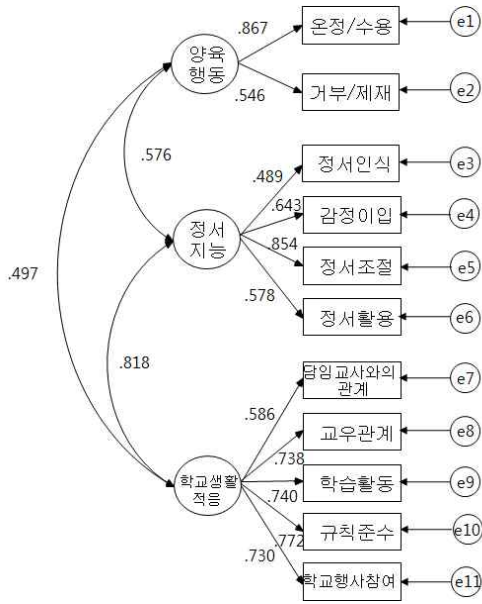 .867
온정/수용
e1
양육
행동
.546
거부/제재
e2
.576
정서인식
e3
.489
.643
감정이입
e4
정서
지능
.854
정서조절
e5
.497
.578
정서활용
e6
.818
담임교사와의
관계
e7
.586
교우관계
e8
.738
학교생활
적응
학습활동
e9
.740
.772
규칙준수
e10
.730
학교행사참여
e11